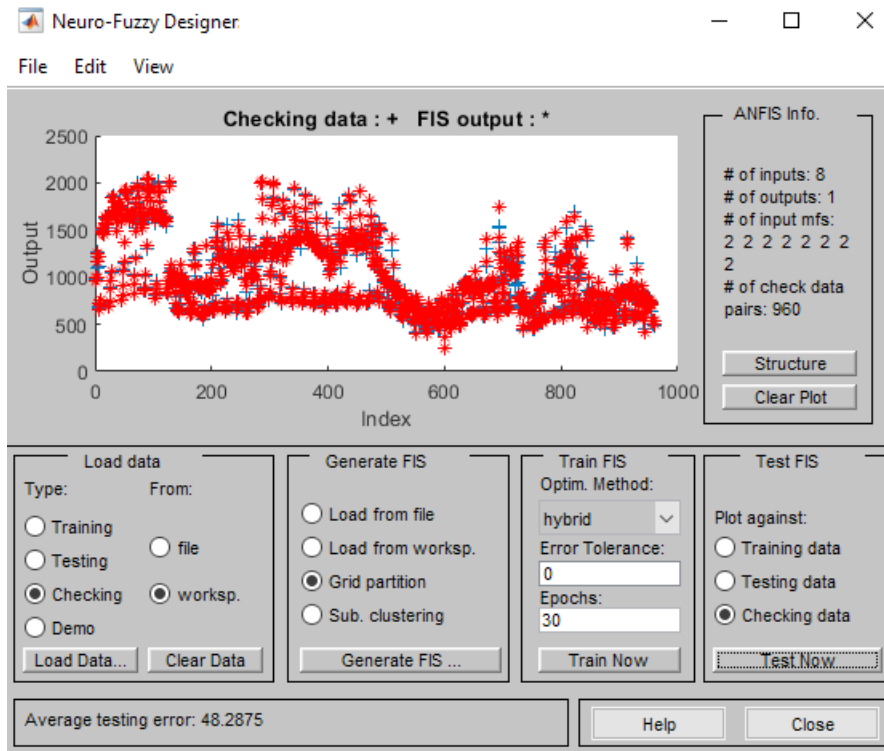 Neuro-Fuzzy Designer:
File Edit View
Checking data : + FIS output : *
2500
2000
1500
1000
500
0
Output
0 200 400 600 800 1000
Index
ANFIS Info.
# of inputs: 8
# of outputs: 1
# of input mfs:
2 2 2 2 2 2 2
2
# of check data
pairs: 960
Structure
Clear Plot
Load data
Type: From:
Training
Testing
Checking
Demo
file
worksp.
Load Data... Clear Data
Generate FIS
Load from file
Load from worksp.
Grid partition
Sub. clustering
Generate FIS ...
Train FIS
Optim. Method:
hybrid
Error Tolerance:
0
Epochs:
30
Train Now
Test FIS
Plot against:
Training data
Testing data
Checking data
Test Now
Average testing error: 48.2875
Help Close